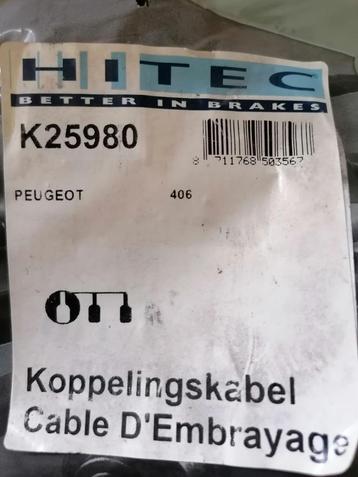 HITEC
BETTER IN BRAKES
K25980
8 711768 503567
PEUGEOT 406
Koppelingskabel
Cable D'Embrayage